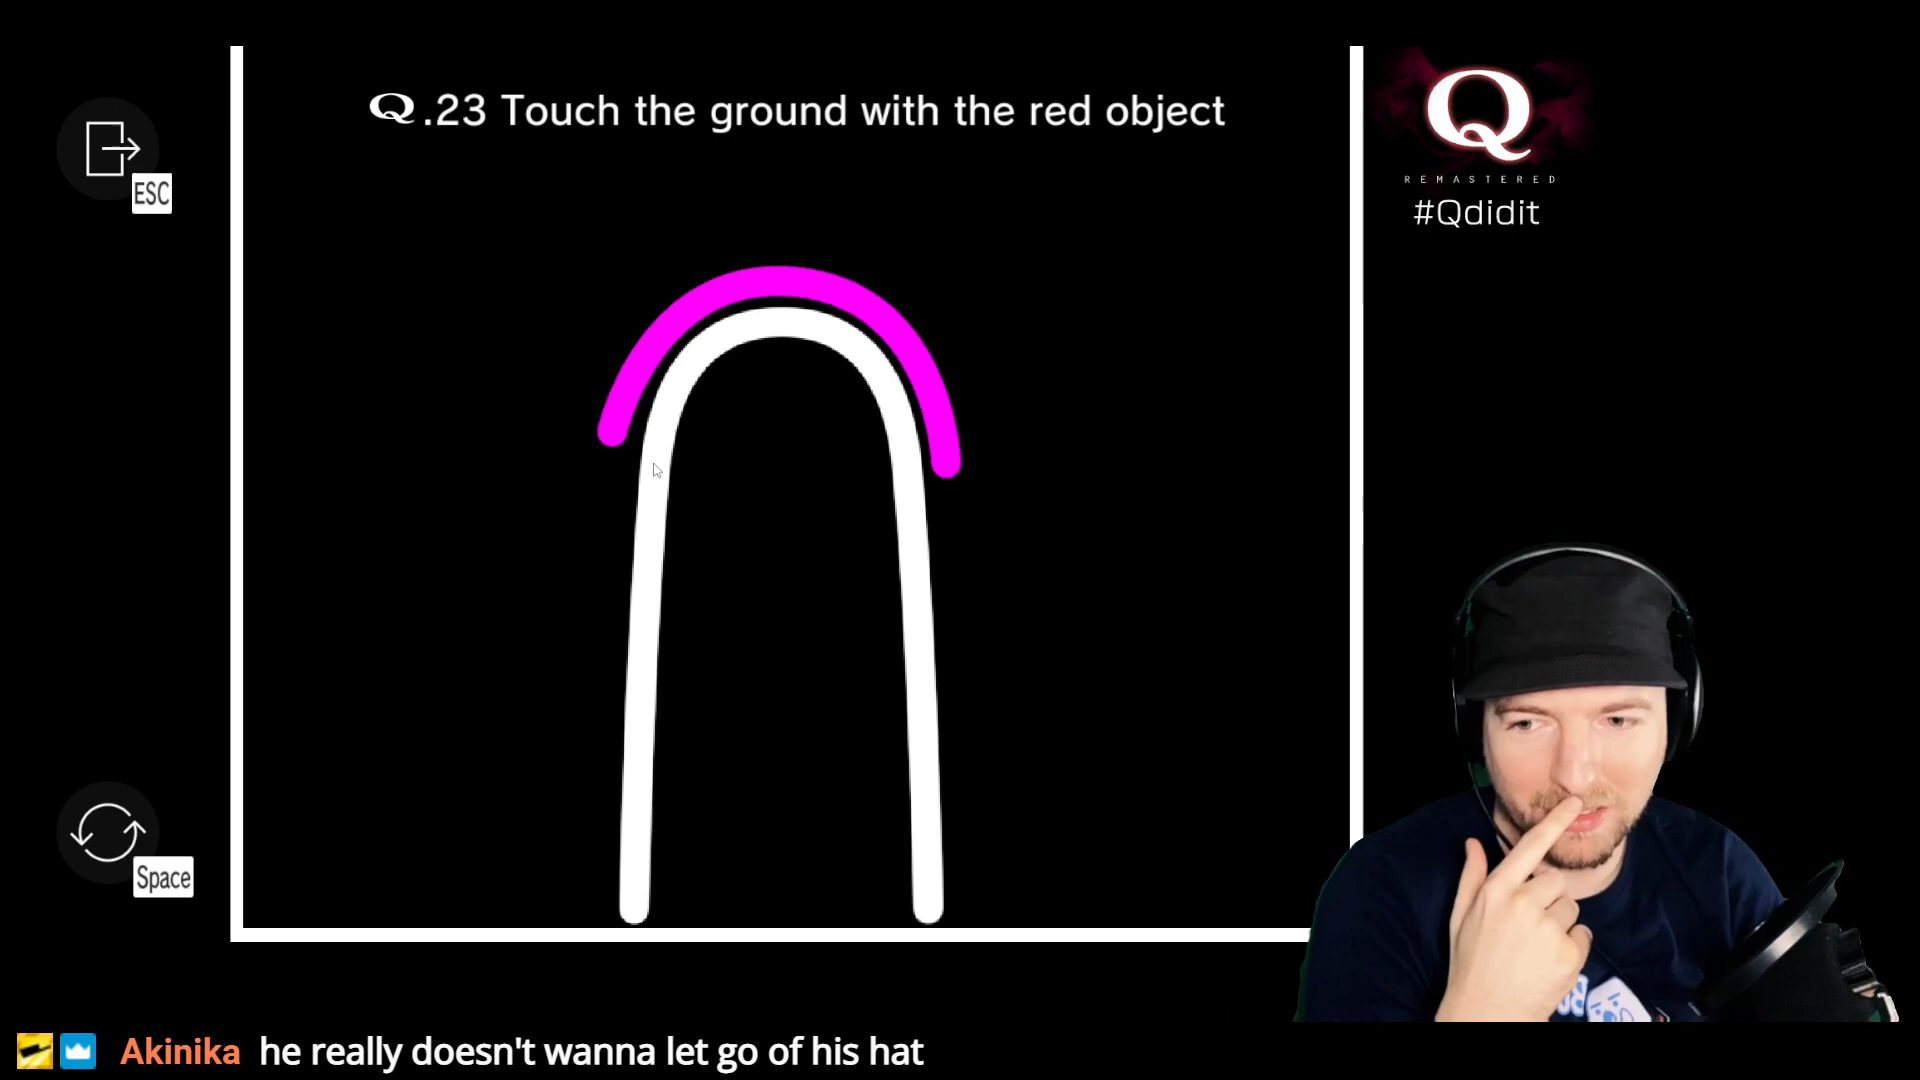 Q.23 Touch the ground with the red object
ESC
Q
REMASTERED
#Qdidit
Space
Akinika he really doesn't wanna let go of his hat